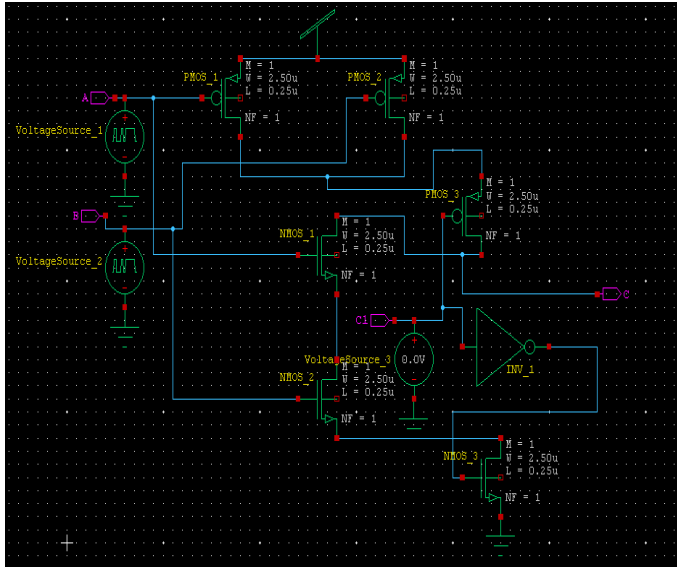 PMOS_1
M = 1
W = 2.50u
L = 0.25u
NF = 1
PMOS_2
M = 1
W = 2.50u
L = 0.25u
NF = 1
A
VoltageSource_1
B
VoltageSource_2
PMOS_3
M = 1
W = 2.50u
L = 0.25u
NF = 1
NMOS_1
M = 1
W = 2.50u
L = 0.25u
NF = 1
C
C1
VoltageSource_3
0.0V
INV_1
NMOS_2
M = 1
W = 2.50u
L = 0.25u
NF = 1
NMOS_3
M = 1
W = 2.50u
L = 0.25u
NF = 1